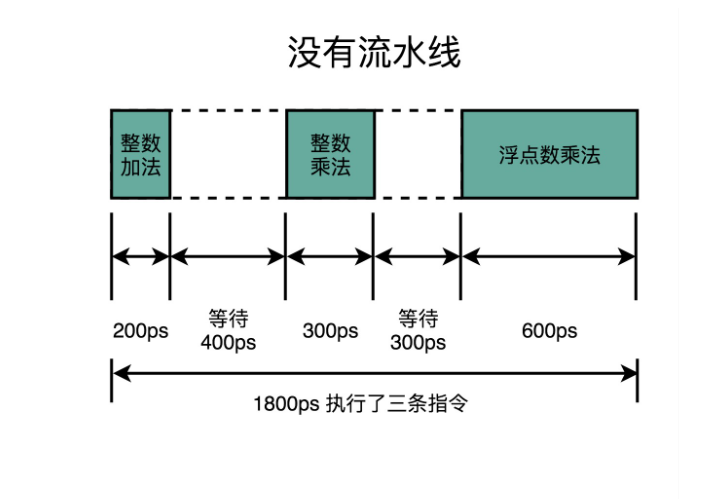 没有流水线
整数
加法
整数
乘法
浮点数乘法
200ps
等待
400ps
300ps
等待
300ps
600ps
1800ps 执行了三条指令